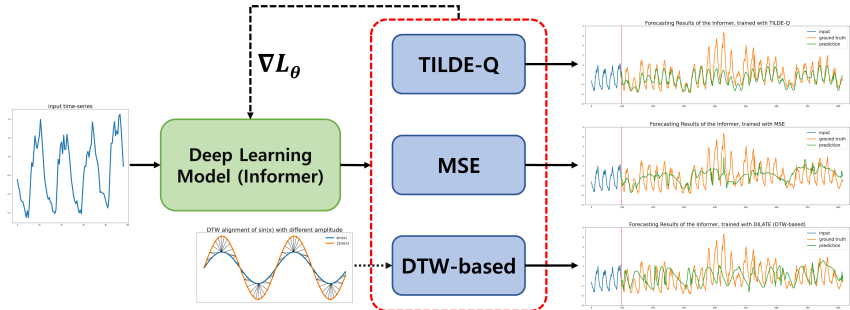 ∇L_θ
TILDE-Q
MSE
DTW-based
input time-series
Deep Learning
Model (Informer)
DTW alignment of sin(x) with different amplitude
sin(x)
2sin(x)
Forecasting Results of the Informer, trained with TILDE-Q
input
ground truth
prediction
Forecasting Results of the Informer, trained with MSE
input
ground truth
prediction
Forecasting Results of the Informer, trained with DILATE (DTW-based)
input
ground truth
prediction